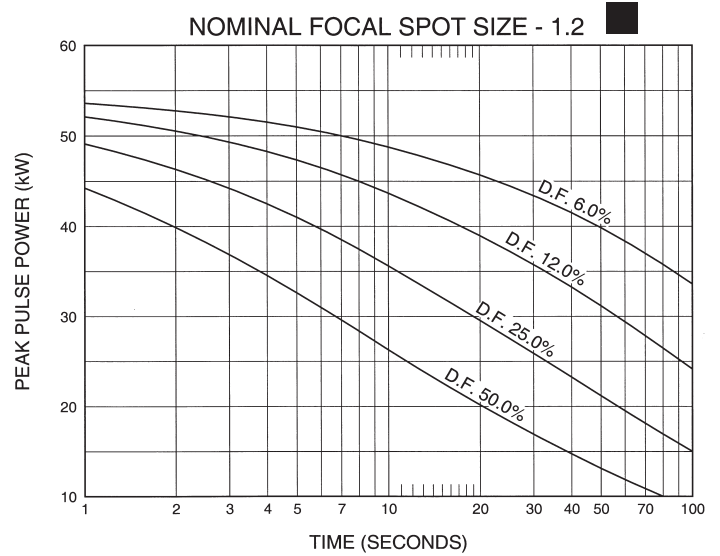 NOMINAL FOCAL SPOT SIZE - 1.2
60
50
40
30
20
10
PEAK PULSE POWER (kW)
D.F. 6.0%
D.F. 12.0%
D.F. 25.0%
D.F. 50.0%
1 2 3 4 5 7 10 20 30 40 50 70 100
TIME (SECONDS)